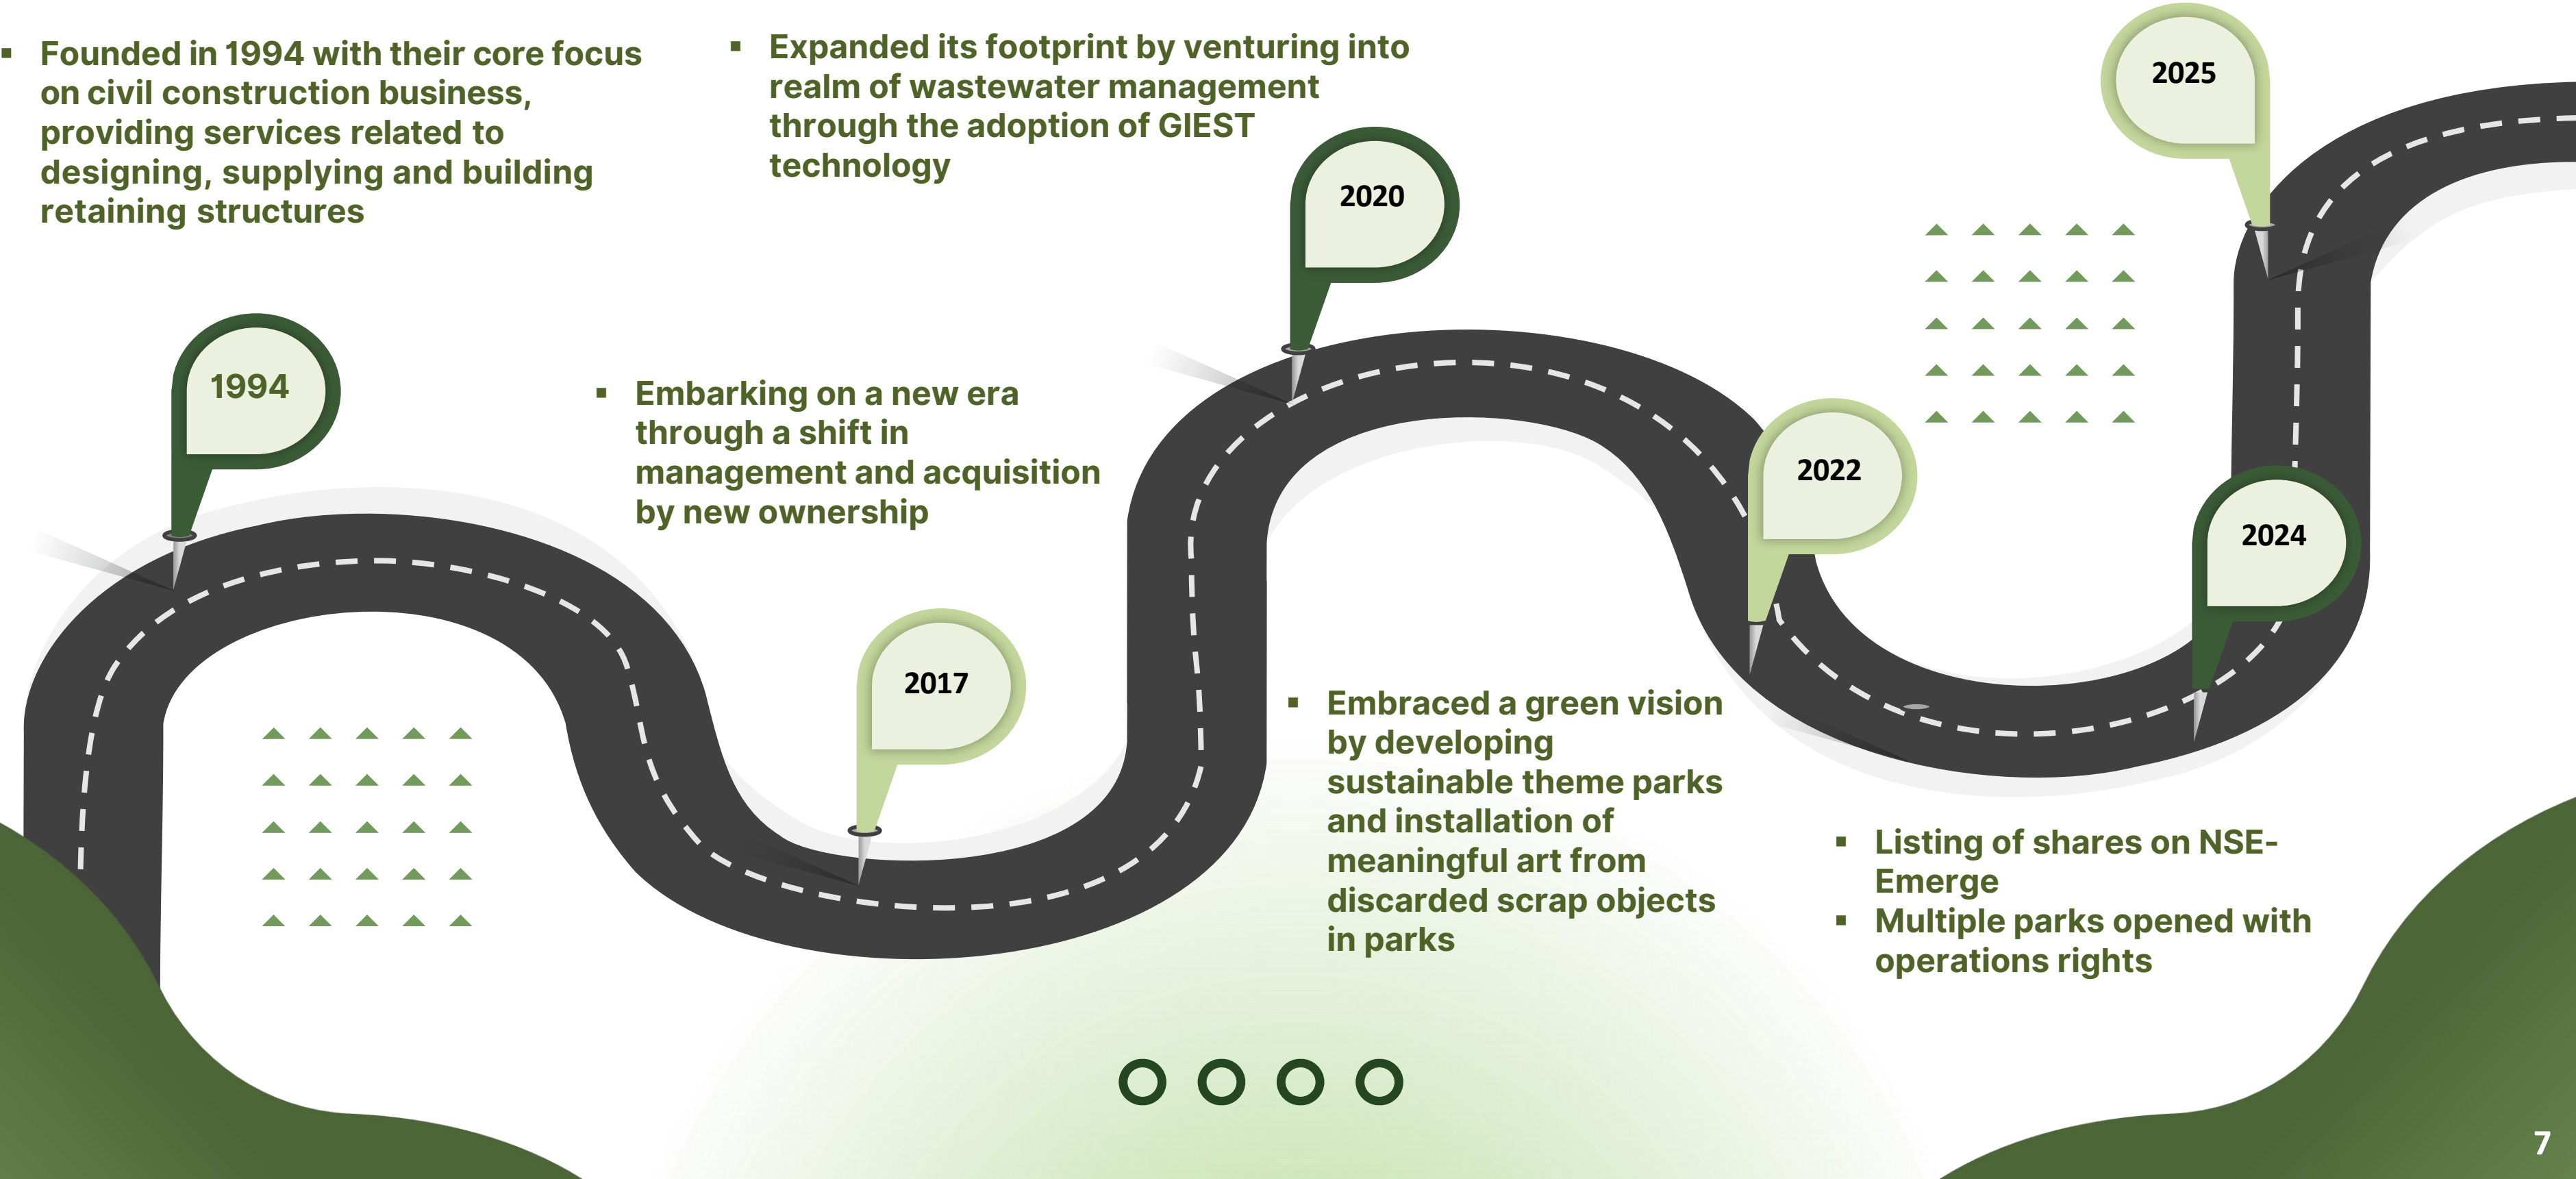 ▪ Founded in 1994 with their core focus
on civil construction business,
providing services related to
designing, supplying and building
retaining structures
1994
▪ Embarking on a new era
through a shift in
management and acquisition
by new ownership
2017
▪ Expanded its footprint by venturing into
realm of wastewater management
through the adoption of GIEST
technology
2020
2022
▪ Embraced a green vision
by developing
sustainable theme parks
and installation of
meaningful art from
discarded scrap objects
in parks
2024
▪ Listing of shares on NSE-
Emerge
▪ Multiple parks opened with
operations rights
2025
7